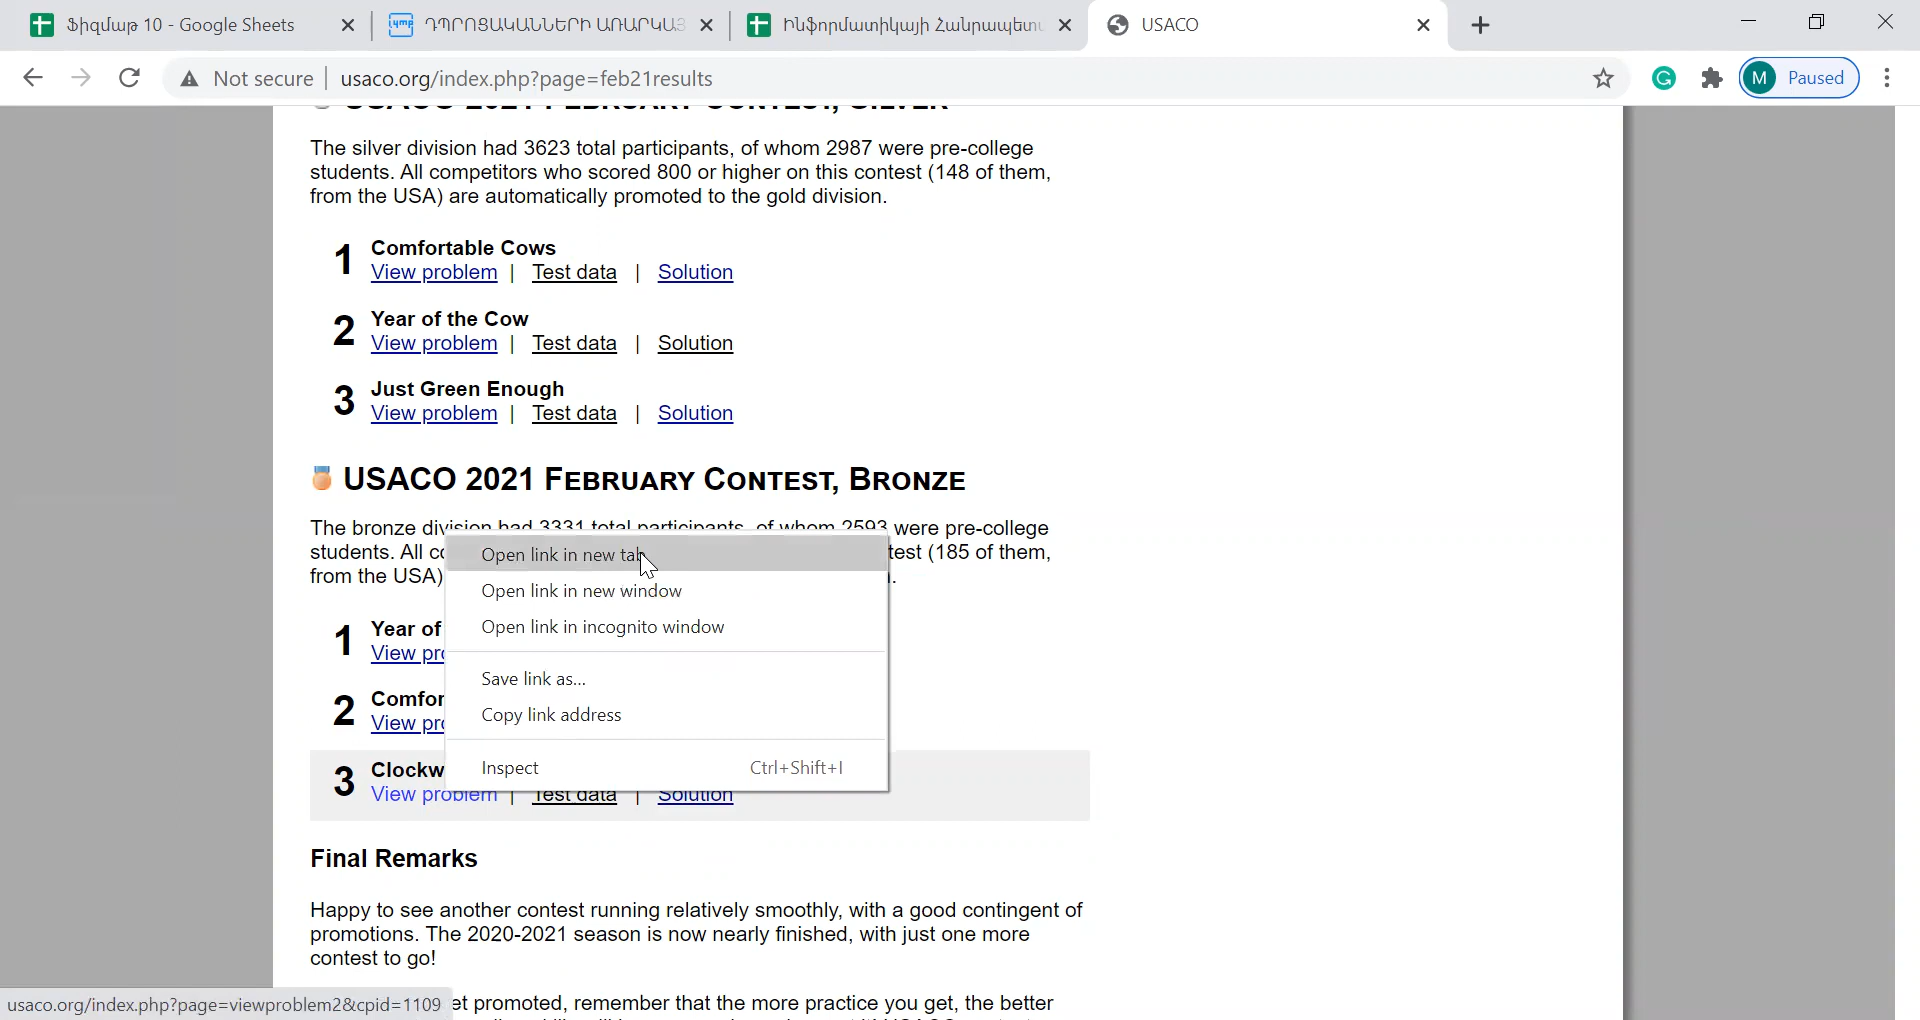 Ֆիզմաթ 10 - Google Sheets
ԴՊՐՈՑԱԿԱՆՆԵՐԻ ԱՌԱՐԿԱՅ
Ինֆորմատիկայի Հանրապետ
USACO
Not secure
usaco.org/index.php?page=feb21results
M Paused
USACO 2021 FEBRUARY CONTEST, SILVER
The silver division had 3623 total participants, of whom 2987 were pre-college
students. All competitors who scored 800 or higher on this contest (148 of them,
from the USA) are automatically promoted to the gold division.
1 Comfortable Cows
View problem | Test data | Solution
2 Year of the Cow
View problem | Test data | Solution
3 Just Green Enough
View problem | Test data | Solution
USACO 2021 FEBRUARY CONTEST, BRONZE
The bronze division had 3331 total participants, of whom 2593 were pre-college
students. All co
test (185 of them,
from the USA)
Open link in new tab
Open link in new window
Open link in incognito window
Save link as...
Copy link address
Inspect Ctrl+Shift+I
1 Year of
View pro
2 Comfor
View pro
3 Clockw
View problem | Test data | Solution
Final Remarks
Happy to see another contest running relatively smoothly, with a good contingent of
promotions. The 2020-2021 season is now nearly finished, with just one more
contest to go!
et promoted, remember that the more practice you get, the better
usaco.org/index.php?page=viewproblem2&cpid=1109